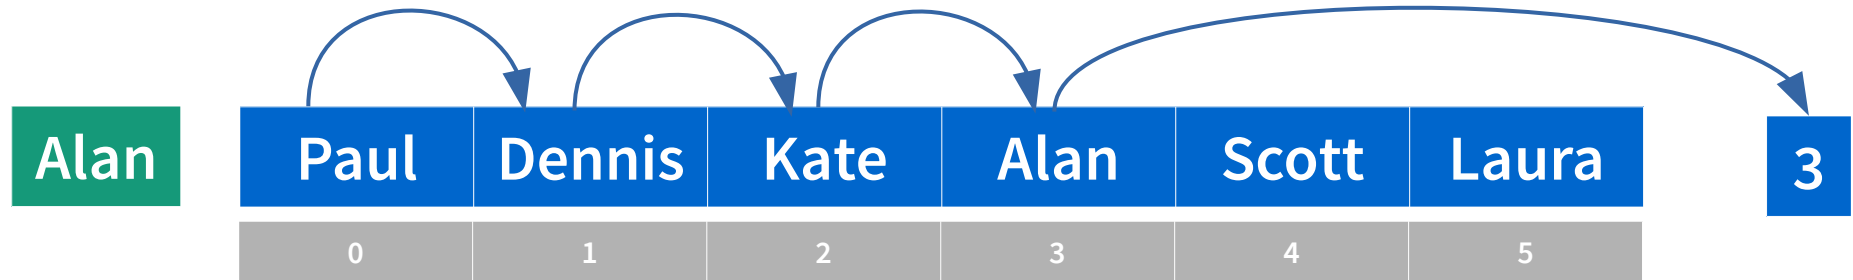 Alan Paul Dennis Kate Alan Scott Laura 3
0 1 2 3 4 5